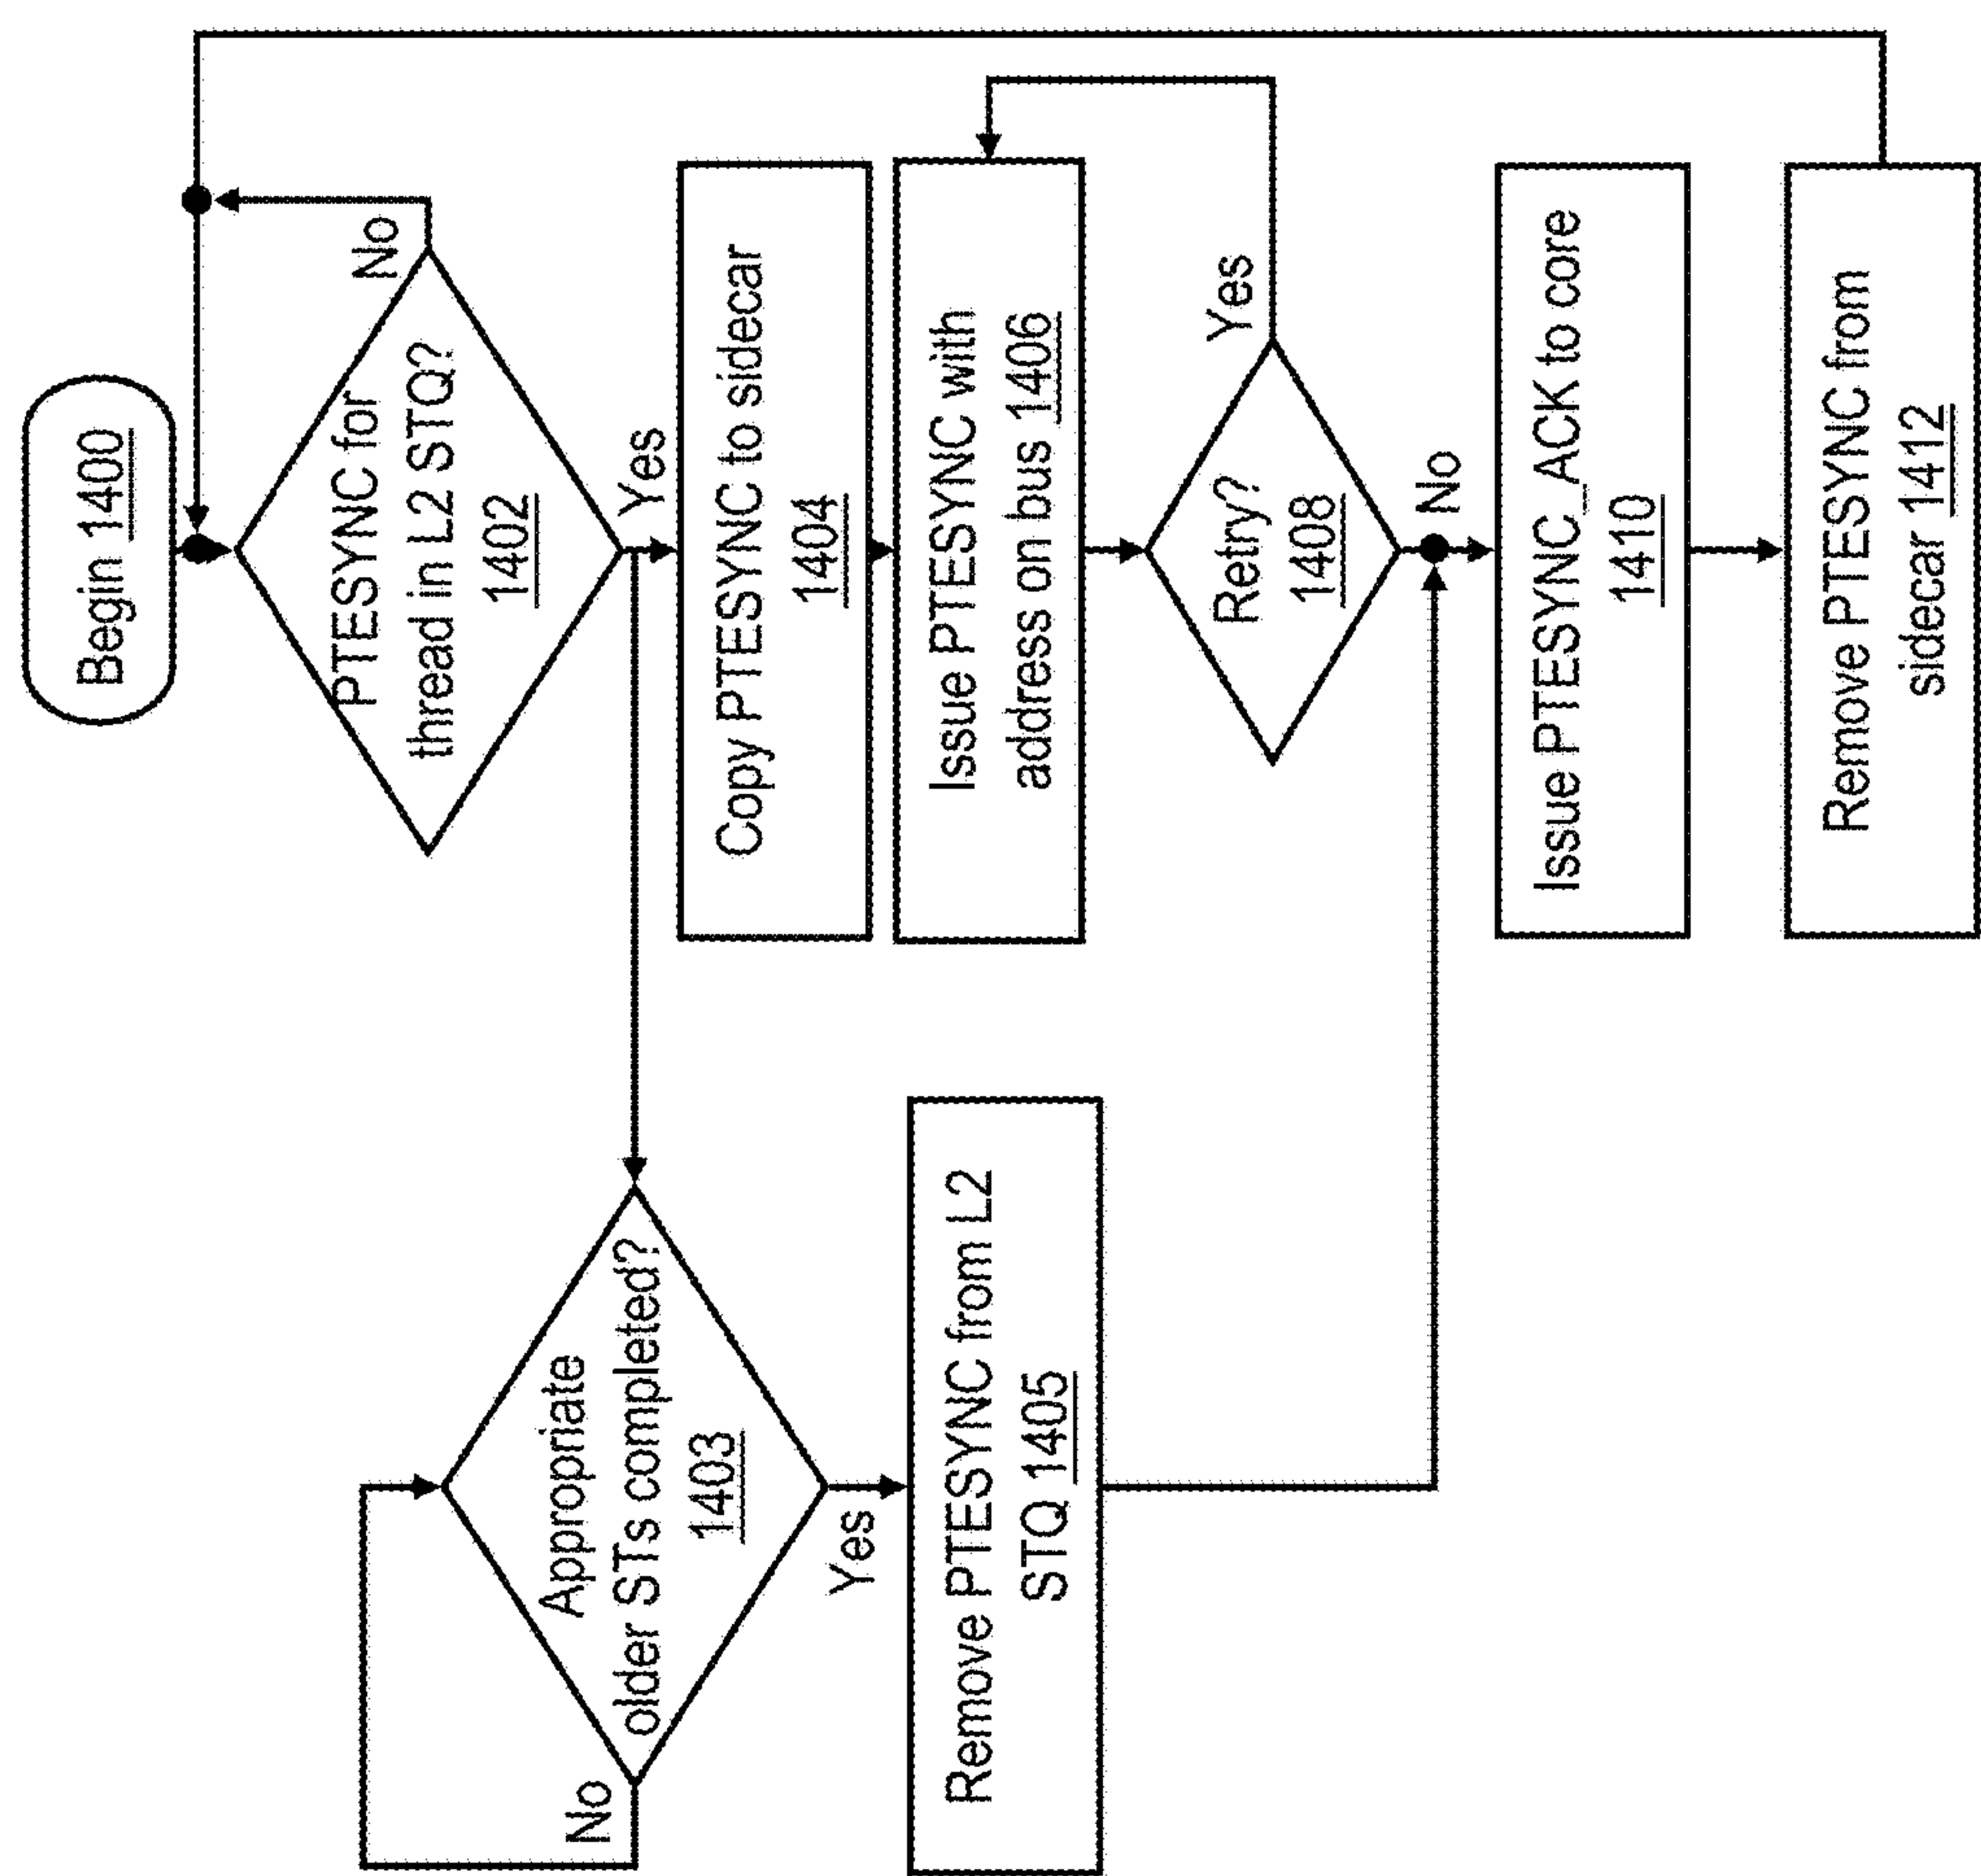 Begin 1400
PTESYNC for
thread in L2 STQ?
1402
No
Yes
Copy PTESYNC to sidecar
1404
Issue PTESYNC with
address on bus 1406
Retry?
1408
Yes
No
Issue PTESYNC_ACK to core
1410
Remove PTESYNC from
sidecar 1412
Appropriate
older STs completed?
1403
No
Yes
Remove PTESYNC from L2
STQ 1405